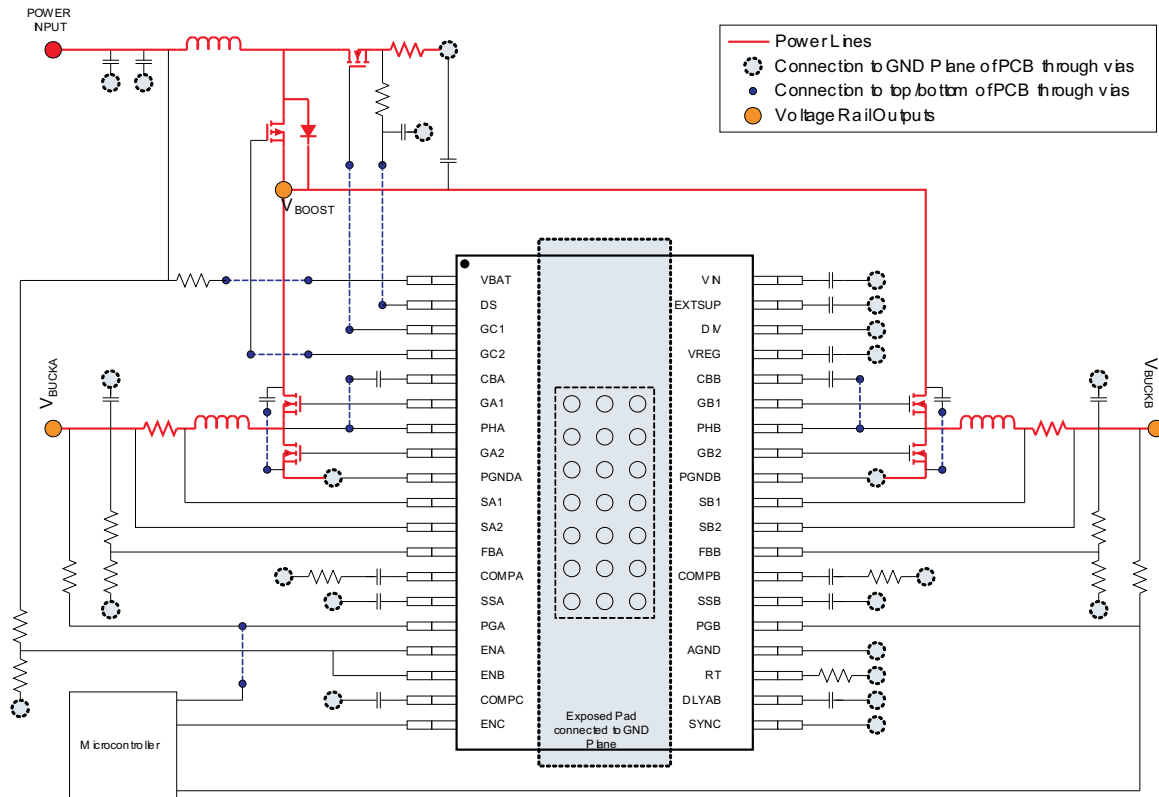 POWER
INPUT
Power Lines
Connection to GND Plane of PCB through vias
Connection to top/bottom of PCB through vias
Voltage Rail Outputs
VBOOST
VBUCKA
VBUCKB
VBAT
DS
GC1
GC2
CBA
GA1
PHA
GA2
PGNDA
SA1
SA2
FBA
COMPA
SSA
PGA
ENA
ENB
COMPC
ENC
VIN
EXTSUP
DIV
VREG
CBB
GB1
PHB
GB2
PGNDB
SB1
SB2
FBB
COMPB
SSB
PGB
AGND
RT
DLYAB
SYNC
Exposed Pad
connected to GND
Plane
Microcontroller